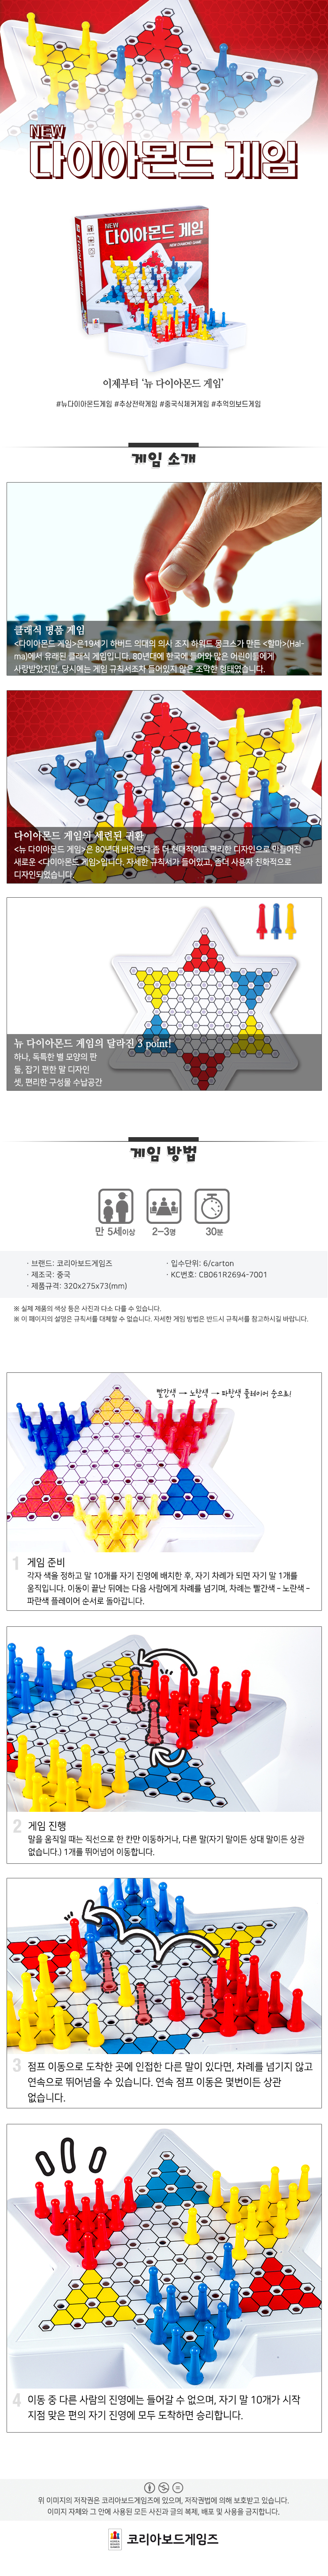 NEW
다이아몬드 게임
NEW
다이아몬드 게임
NEW DIAMOND GAME
이제부터 ‘뉴 다이아몬드 게임’
#뉴다이아몬드게임 #추상전략게임 #중국식체커게임 #추억의보드게임
게임 소개
클래식 명품 게임
<다이아몬드 게임>은19세기 하버드 의대의 의사 조지 하워드 몽크스가 만든 <할마>(Hal-
ma)에서 유래된 클래식 게임입니다. 80년대에 한국에 들어와 많은 어린이들에게
사랑받았지만, 당시에는 게임 규칙서조차 들어있지 않은 조악한 형태였습니다.
다이아몬드 게임의 세련된 귀환
<뉴 다이아몬드 게임>은 80년대 버전보다 좀 더 현대적이고 편리한 디자인으로 만들어진
새로운 <다이아몬드 게임>입니다. 자세한 규칙서가 들어있고, 좀더 사용자 친화적으로
디자인되었습니다.
뉴 다이아몬드 게임의 달라진 3 point!
하나, 독특한 별 모양의 판
둘, 잡기 편한 말 디자인
셋, 편리한 구성물 수납공간
게임 방법
만 5세이상
2-3명
30분
· 브랜드: 코리아보드게임즈
· 입수단위: 6/carton
· 제조국: 중국
· KC번호: CB061R2694-7001
· 제품규격: 320x275x73(mm)
※ 실제 제품의 색상 등은 사진과 다소 다를 수 있습니다.
※ 이 페이지의 설명은 규칙서를 대체할 수 없습니다. 자세한 게임 방법은 반드시 규칙서를 참고하시길 바랍니다.
빨간색 → 노란색 → 파란색 플레이어 순으로!
1 게임 준비
각자 색을 정하고 말 10개를 자기 진영에 배치한 후, 자기 차례가 되면 자기 말 1개를
움직입니다. 이동이 끝난 뒤에는 다음 사람에게 차례를 넘기며, 차례는 빨간색 - 노란색 -
파란색 플레이어 순서로 돌아갑니다.
2 게임 진행
말을 움직일 때는 직선으로 한 칸만 이동하거나, 다른 말(자기 말이든 상대 말이든 상관
없습니다.) 1개를 뛰어넘어 이동합니다.
3 점프 이동으로 도착한 곳에 인접한 다른 말이 있다면, 차례를 넘기지 않고
연속으로 뛰어넘을 수 있습니다. 연속 점프 이동은 몇번이든 상관
없습니다.
4 이동 중 다른 사람의 진영에는 들어갈 수 없으며, 자기 말 10개가 시작
지점 맞은 편의 자기 진영에 모두 도착하면 승리합니다.
위 이미지의 저작권은 코리아보드게임즈에 있으며, 저작권법에 의해 보호받고 있습니다.
이미지 자체와 그 안에 사용된 모든 사진과 글의 복제, 배포 및 사용을 금지합니다.
코리아보드게임즈